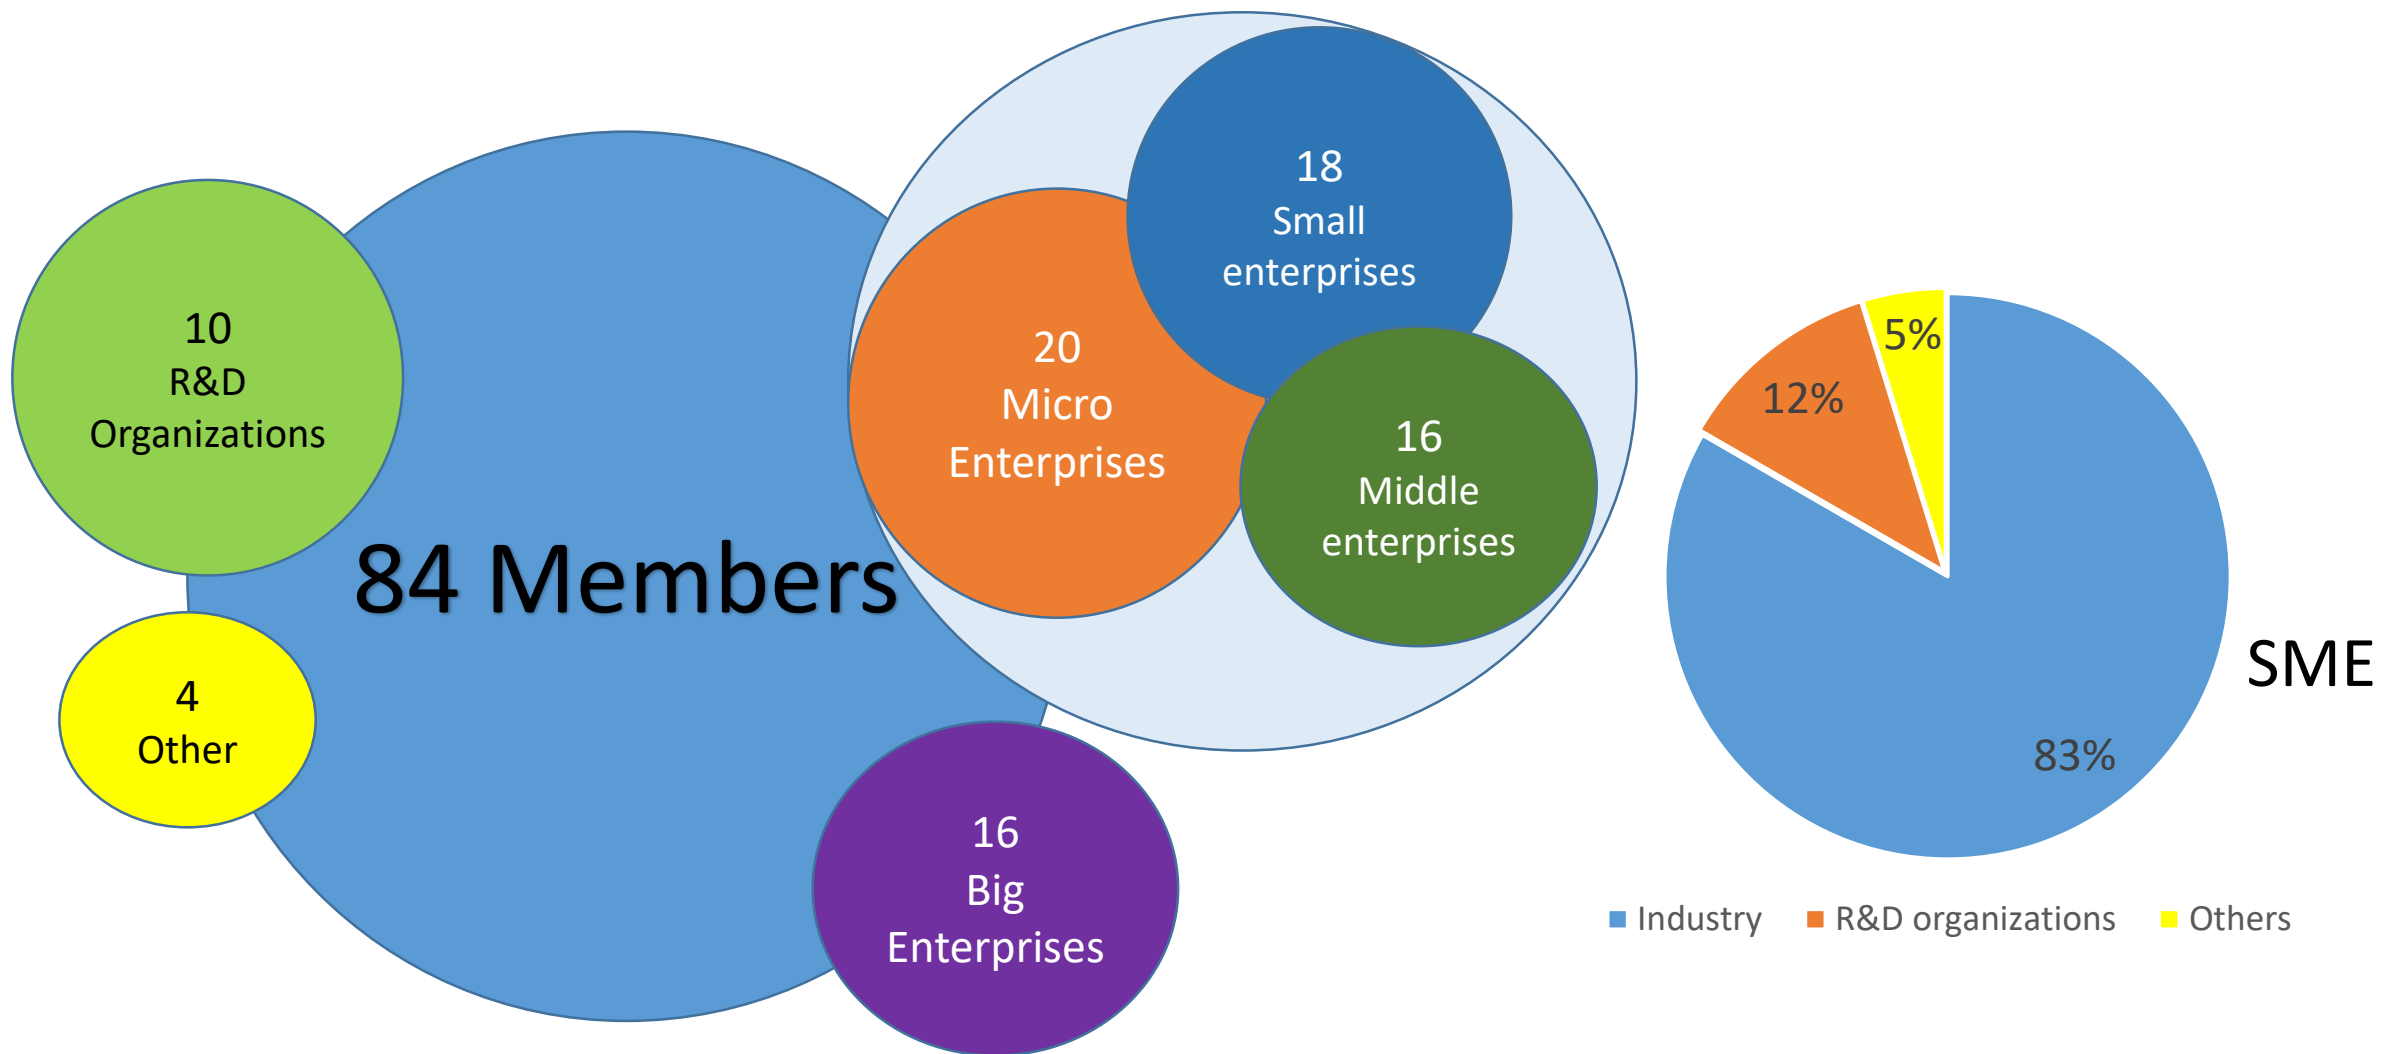 10
R&D
Organizations
84 Members
4
Other
20
Micro
Enterprises
18
Small
enterprises
16
Middle
enterprises
16
Big
Enterprises
5%
12%
83%
SME
Industry
R&D organizations
Others